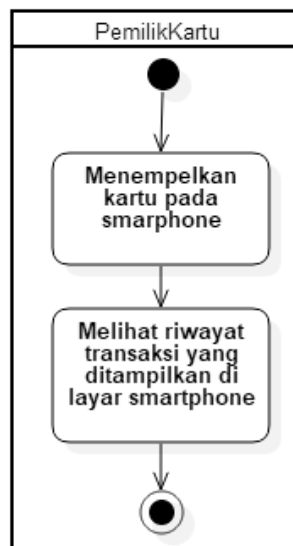 PemilikKartu
Menempelkan
kartu pada
smarphone
Melihat riwayat
transaksi yang
ditampilkan di
layar smartphone